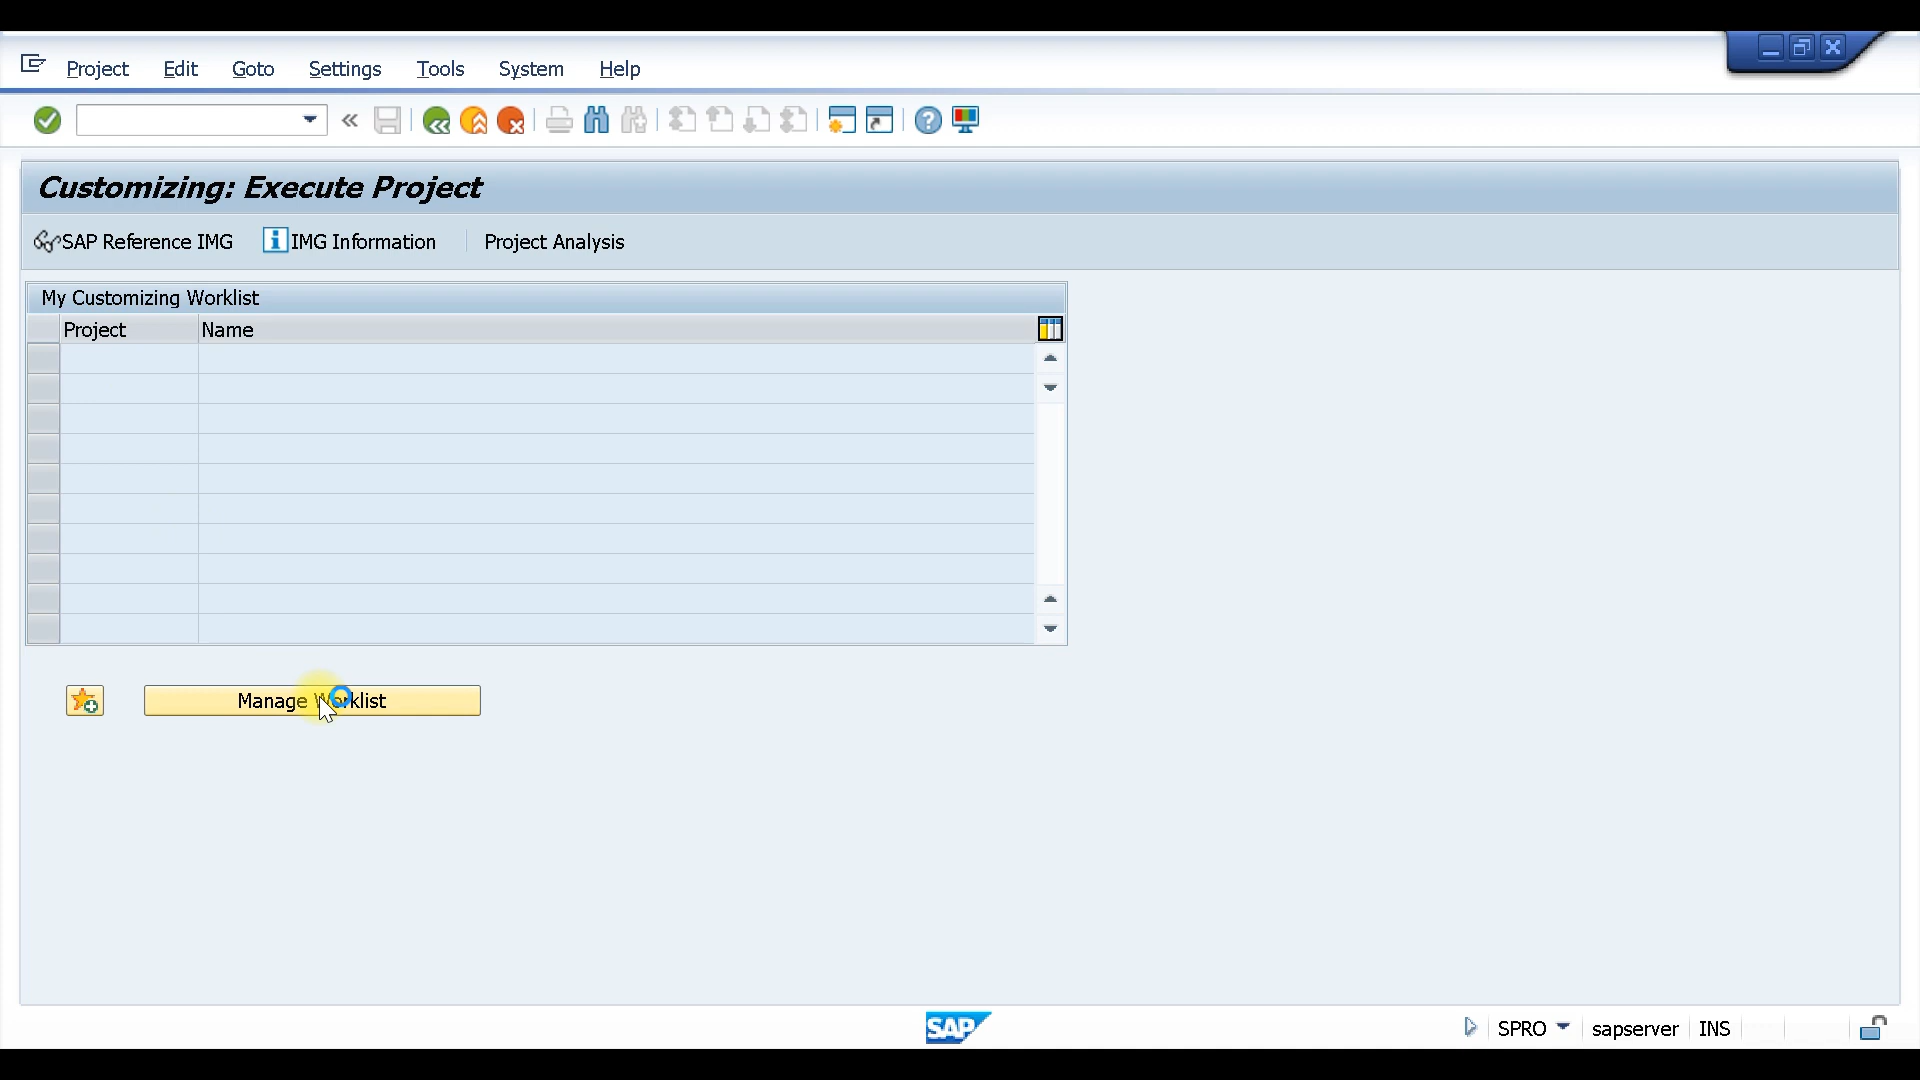 Project Edit Goto Settings Tools System Help
Customizing: Execute Project
SAP Reference IMG IMG Information Project Analysis
My Customizing Worklist
Project Name
Manage Worklist
SAP SPRO sapserver INS